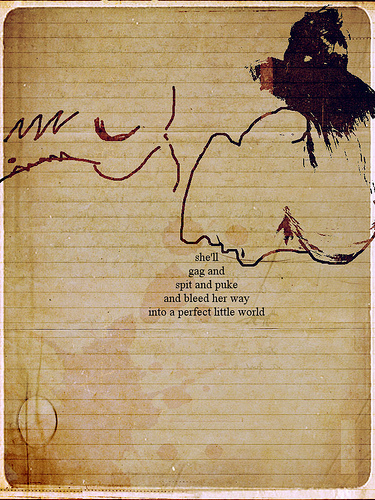 she'll
gag and
spit and puke
and bleed her way
into a perfect little world